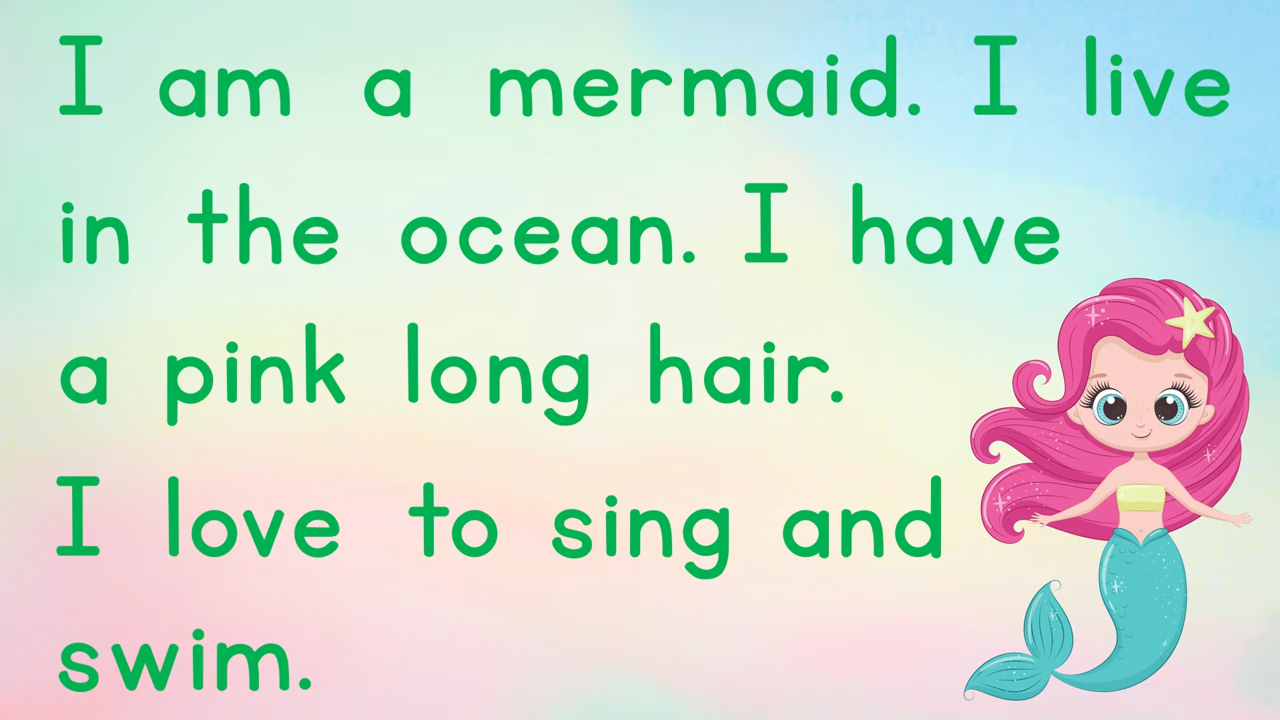 I am a mermaid. I live
in the ocean. I have
a pink long hair.
I love to sing and
swim.